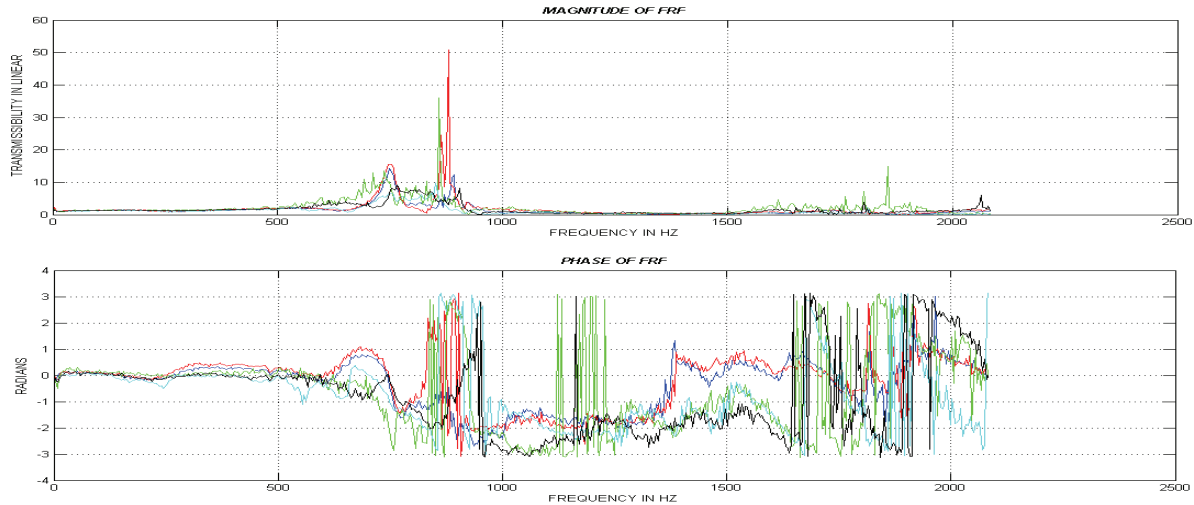 MAGNITUDE OF FRF
60
50
40
30
20
10
0
TRANSMISSIBILITY IN LINEAR
0 500 1000 1500 2000 2500
FREQUENCY IN HZ
PHASE OF FRF
4
3
2
1
0
-1
-2
-3
-4
RADIANS
0 500 1000 1500 2000 2500
FREQUENCY IN HZ